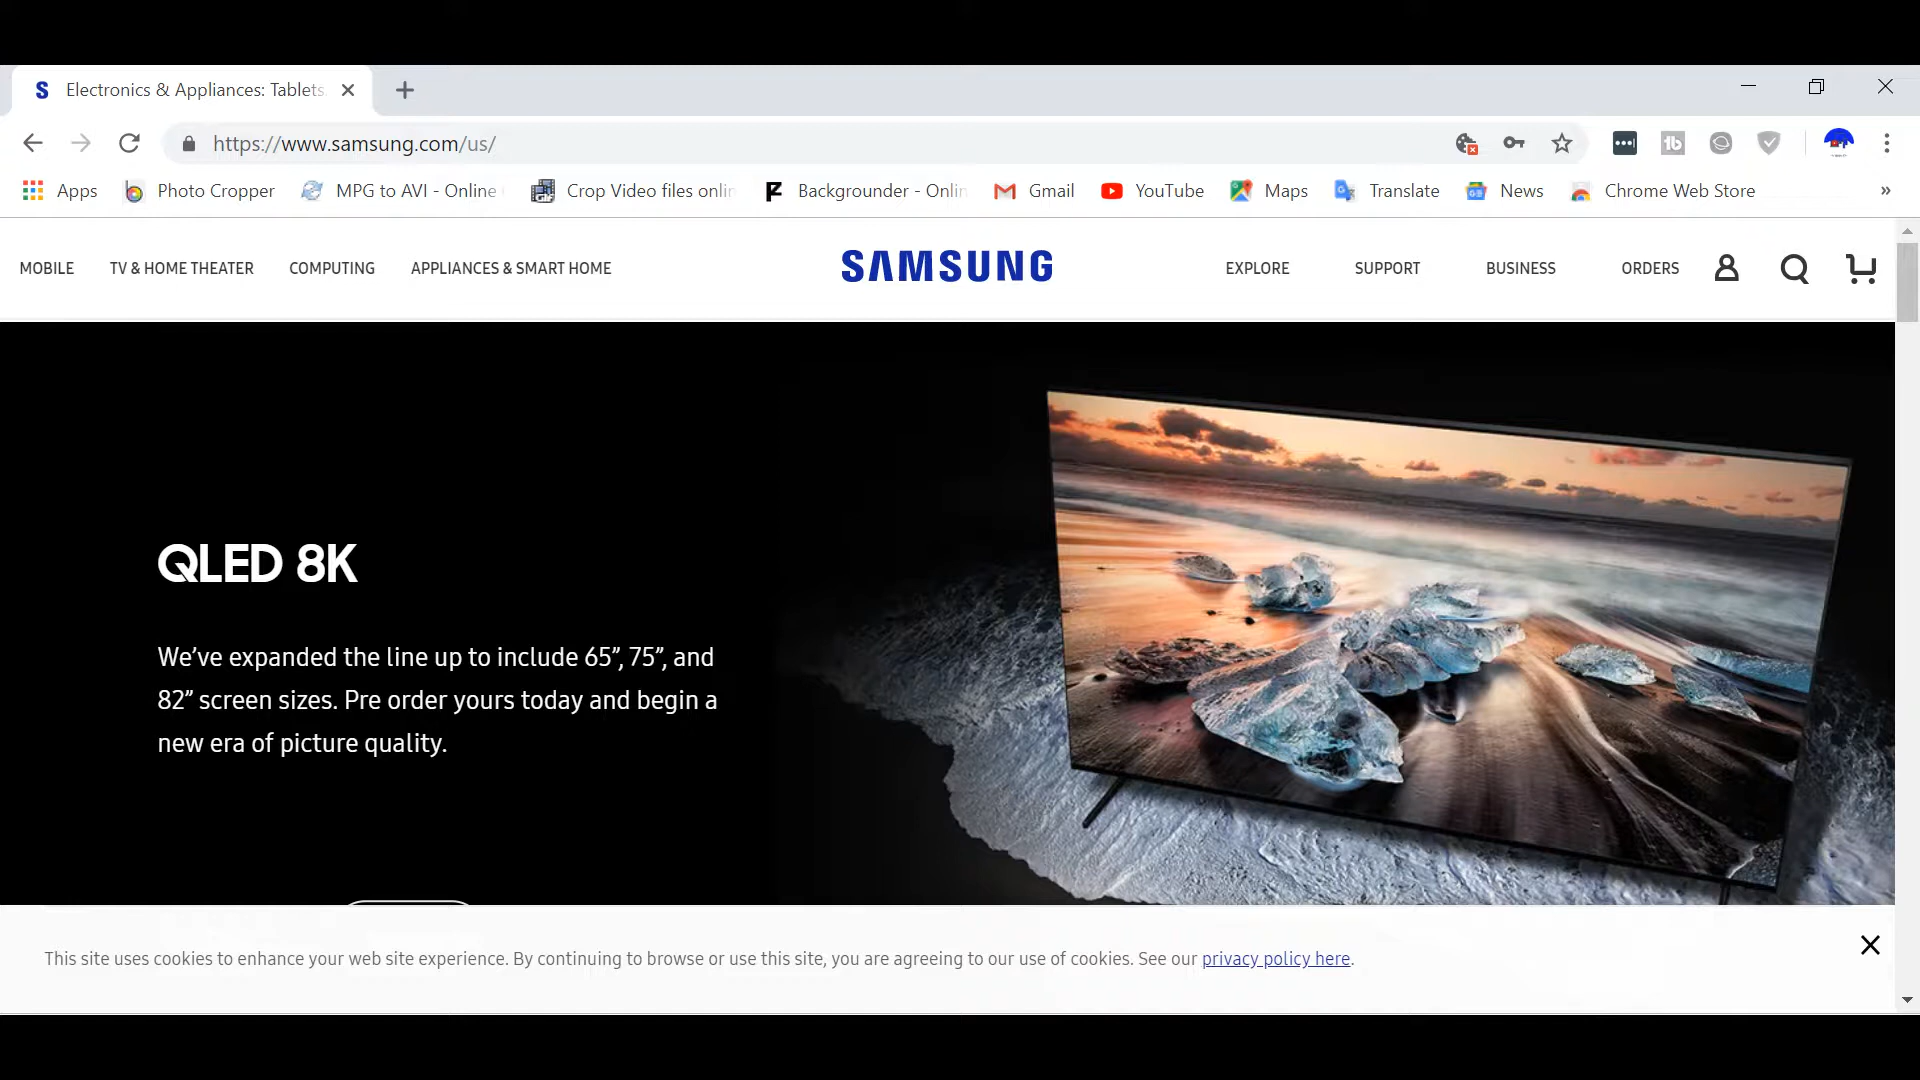 Electronics & Appliances: Tablets
https://www.samsung.com/us/
Apps Photo Cropper MPG to AVI - Online Crop Video files onlin Backgrounder - Onlin Gmail YouTube Maps Translate News Chrome Web Store »
MOBILE TV & HOME THEATER COMPUTING APPLIANCES & SMART HOME SAMSUNG EXPLORE SUPPORT BUSINESS ORDERS
QLED 8K
We’ve expanded the line up to include 65”, 75”, and
82” screen sizes. Pre order yours today and begin a
new era of picture quality.
This site uses cookies to enhance your web site experience. By continuing to browse or use this site, you are agreeing to our use of cookies. See our privacy policy here.